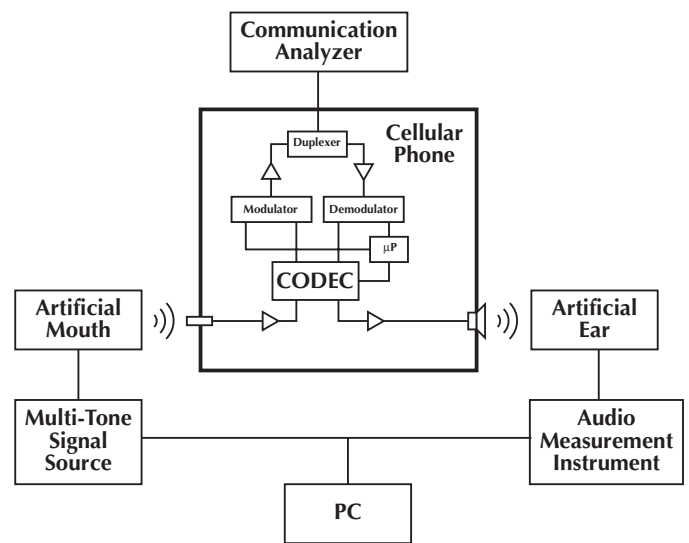 Communication
Analyzer
Cellular
Phone
Duplexer
Modulator
Demodulator
μP
CODEC
Artificial
Mouth
Artificial
Ear
Multi-Tone
Signal
Source
Audio
Measurement
Instrument
PC